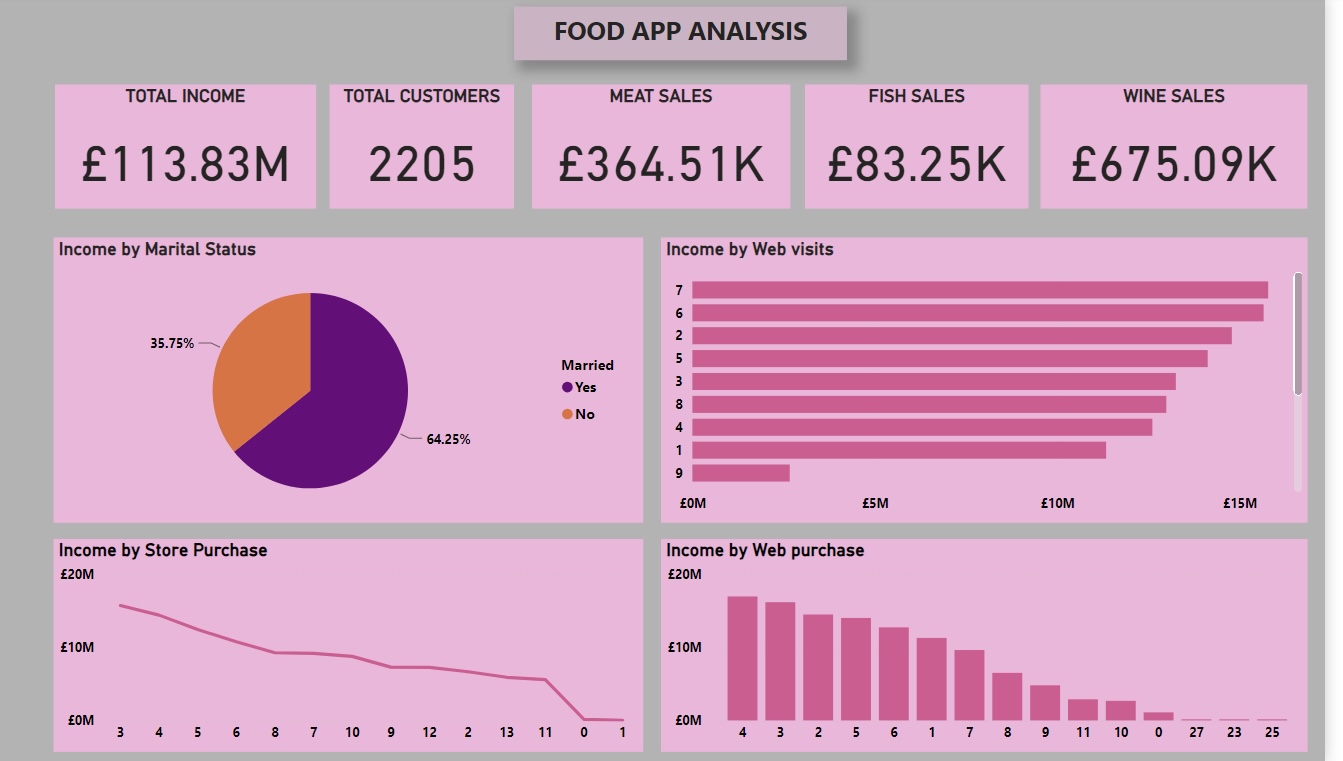 FOOD APP ANALYSIS
TOTAL INCOME
£113.83M
TOTAL CUSTOMERS
2205
MEAT SALES
£364.51K
FISH SALES
£83.25K
WINE SALES
£675.09K
Income by Marital Status
35.75%
64.25%
Married
Yes
No
Income by Web visits
7
6
2
5
3
8
4
1
9
£0M £5M £10M £15M
Income by Store Purchase
£20M
£10M
£0M
3 4 5 6 8 7 10 9 12 2 13 11 0 1
Income by Web purchase
£20M
£10M
£0M
4 3 2 5 6 1 7 8 9 11 10 0 27 23 25